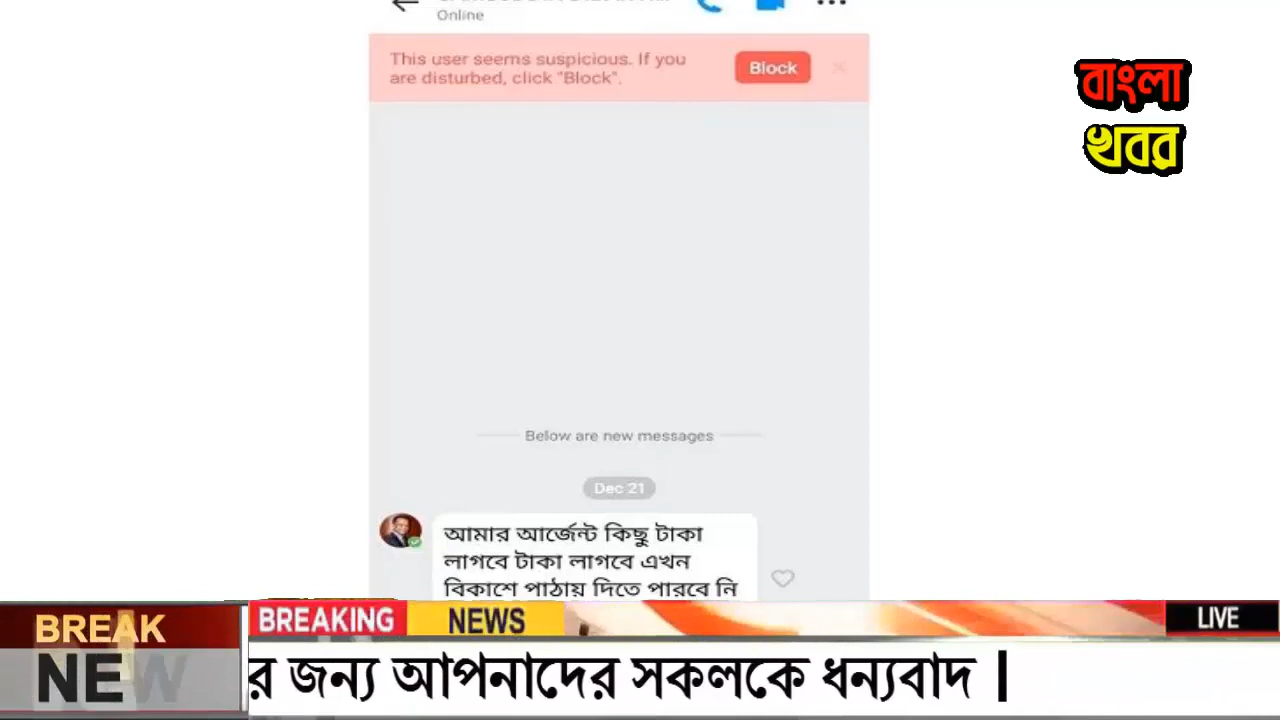 Online
This user seems suspicious. If you
are disturbed, click "Block".
Block
বাংলা
খবর
Below are new messages
Dec 21
আমার আর্জেন্ট কিছু টাকা
লাগবে টাকা লাগবে এখন
বিকাশে পাঠায় দিতে পারবে নি
BREAK
NEW
BREAKING NEWS
LIVE
র জন্য আপনাদের সকলকে ধন্যবাদ |